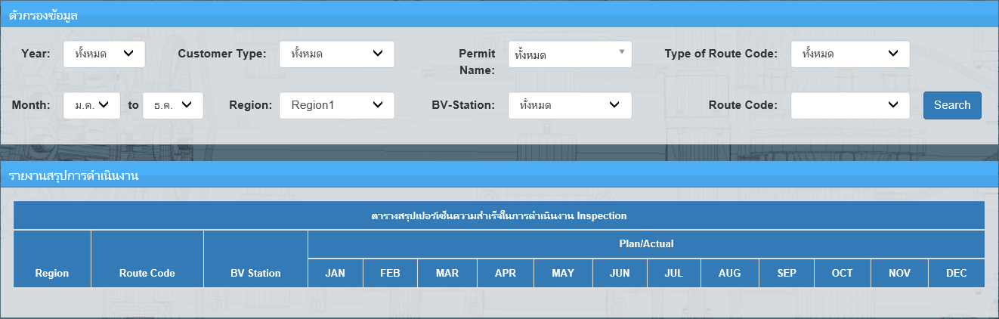 ตัวกรองข้อมูล
Year: ทั้งหมด Customer Type: ทั้งหมด Permit Name: ทั้งหมด Type of Route Code: ทั้งหมด
Month: ม.ค. to ธ.ค. Region: Region1 BV-Station: ทั้งหมด Route Code: Search
รายงานสรุปการดำเนินงาน
ตารางสรุปเปอร์เซ็นความสำเร็จในการดำเนินงาน Inspection
Plan/Actual
Region Route Code BV Station JAN FEB MAR APR MAY JUN JUL AUG SEP OCT NOV DEC